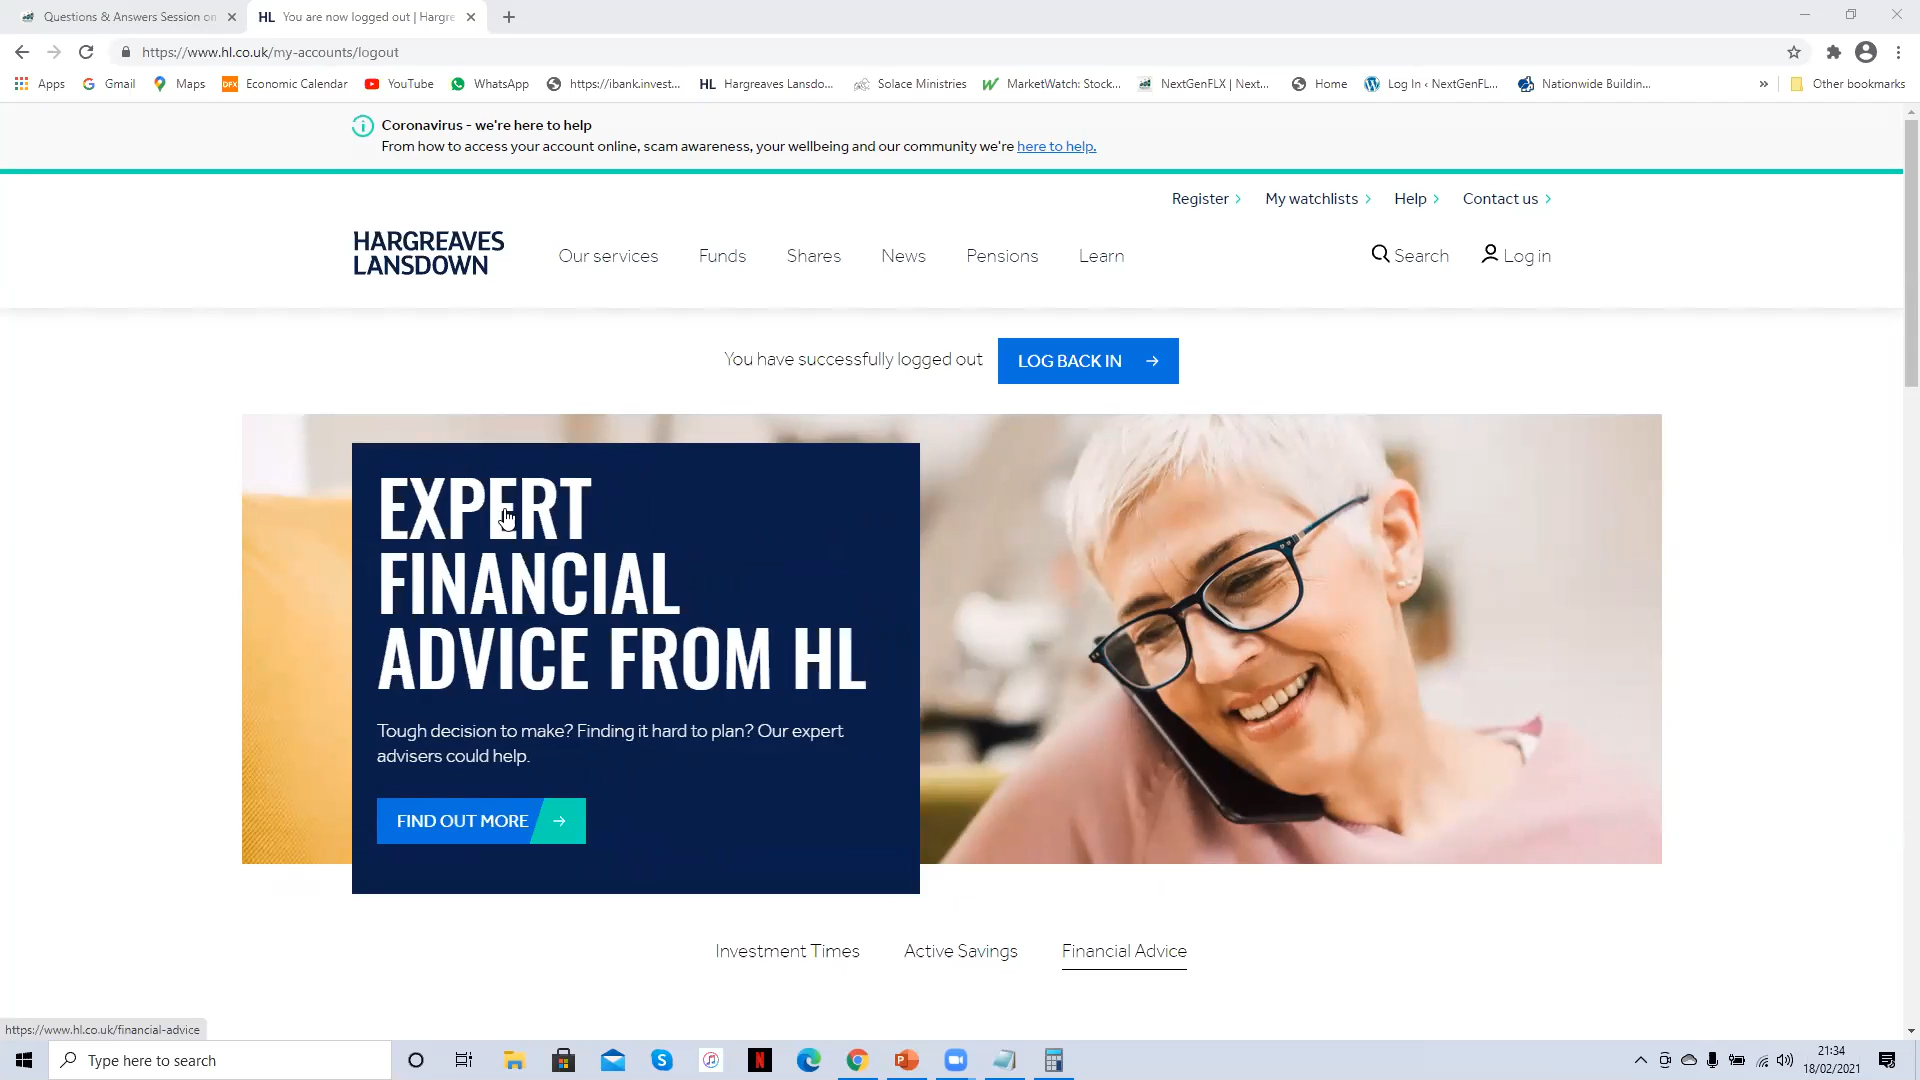 Questions & Answers Session on
HL You are now logged out | Hargre
https://www.hl.co.uk/my-accounts/logout
Apps Gmail Maps DFX Economic Calendar YouTube WhatsApp https://ibank.invest... HL Hargreaves Lansdo... Solace Ministries MarketWatch: Stock... NextGenFLX | Next... Home Log In ‹ NextGenFL... Nationwide Buildin... » Other bookmarks
Coronavirus - we're here to help
From how to access your account online, scam awareness, your wellbeing and our community we're here to help.
Register My watchlists Help Contact us
HARGREAVES
LANSDOWN
Our services Funds Shares News Pensions Learn Search Log in
You have successfully logged out LOG BACK IN
EXPERT
FINANCIAL
ADVICE FROM HL
Tough decision to make? Finding it hard to plan? Our expert
advisers could help.
FIND OUT MORE
Investment Times Active Savings Financial Advice
https://www.hl.co.uk/financial-advice
Type here to search
21:34
18/02/2021